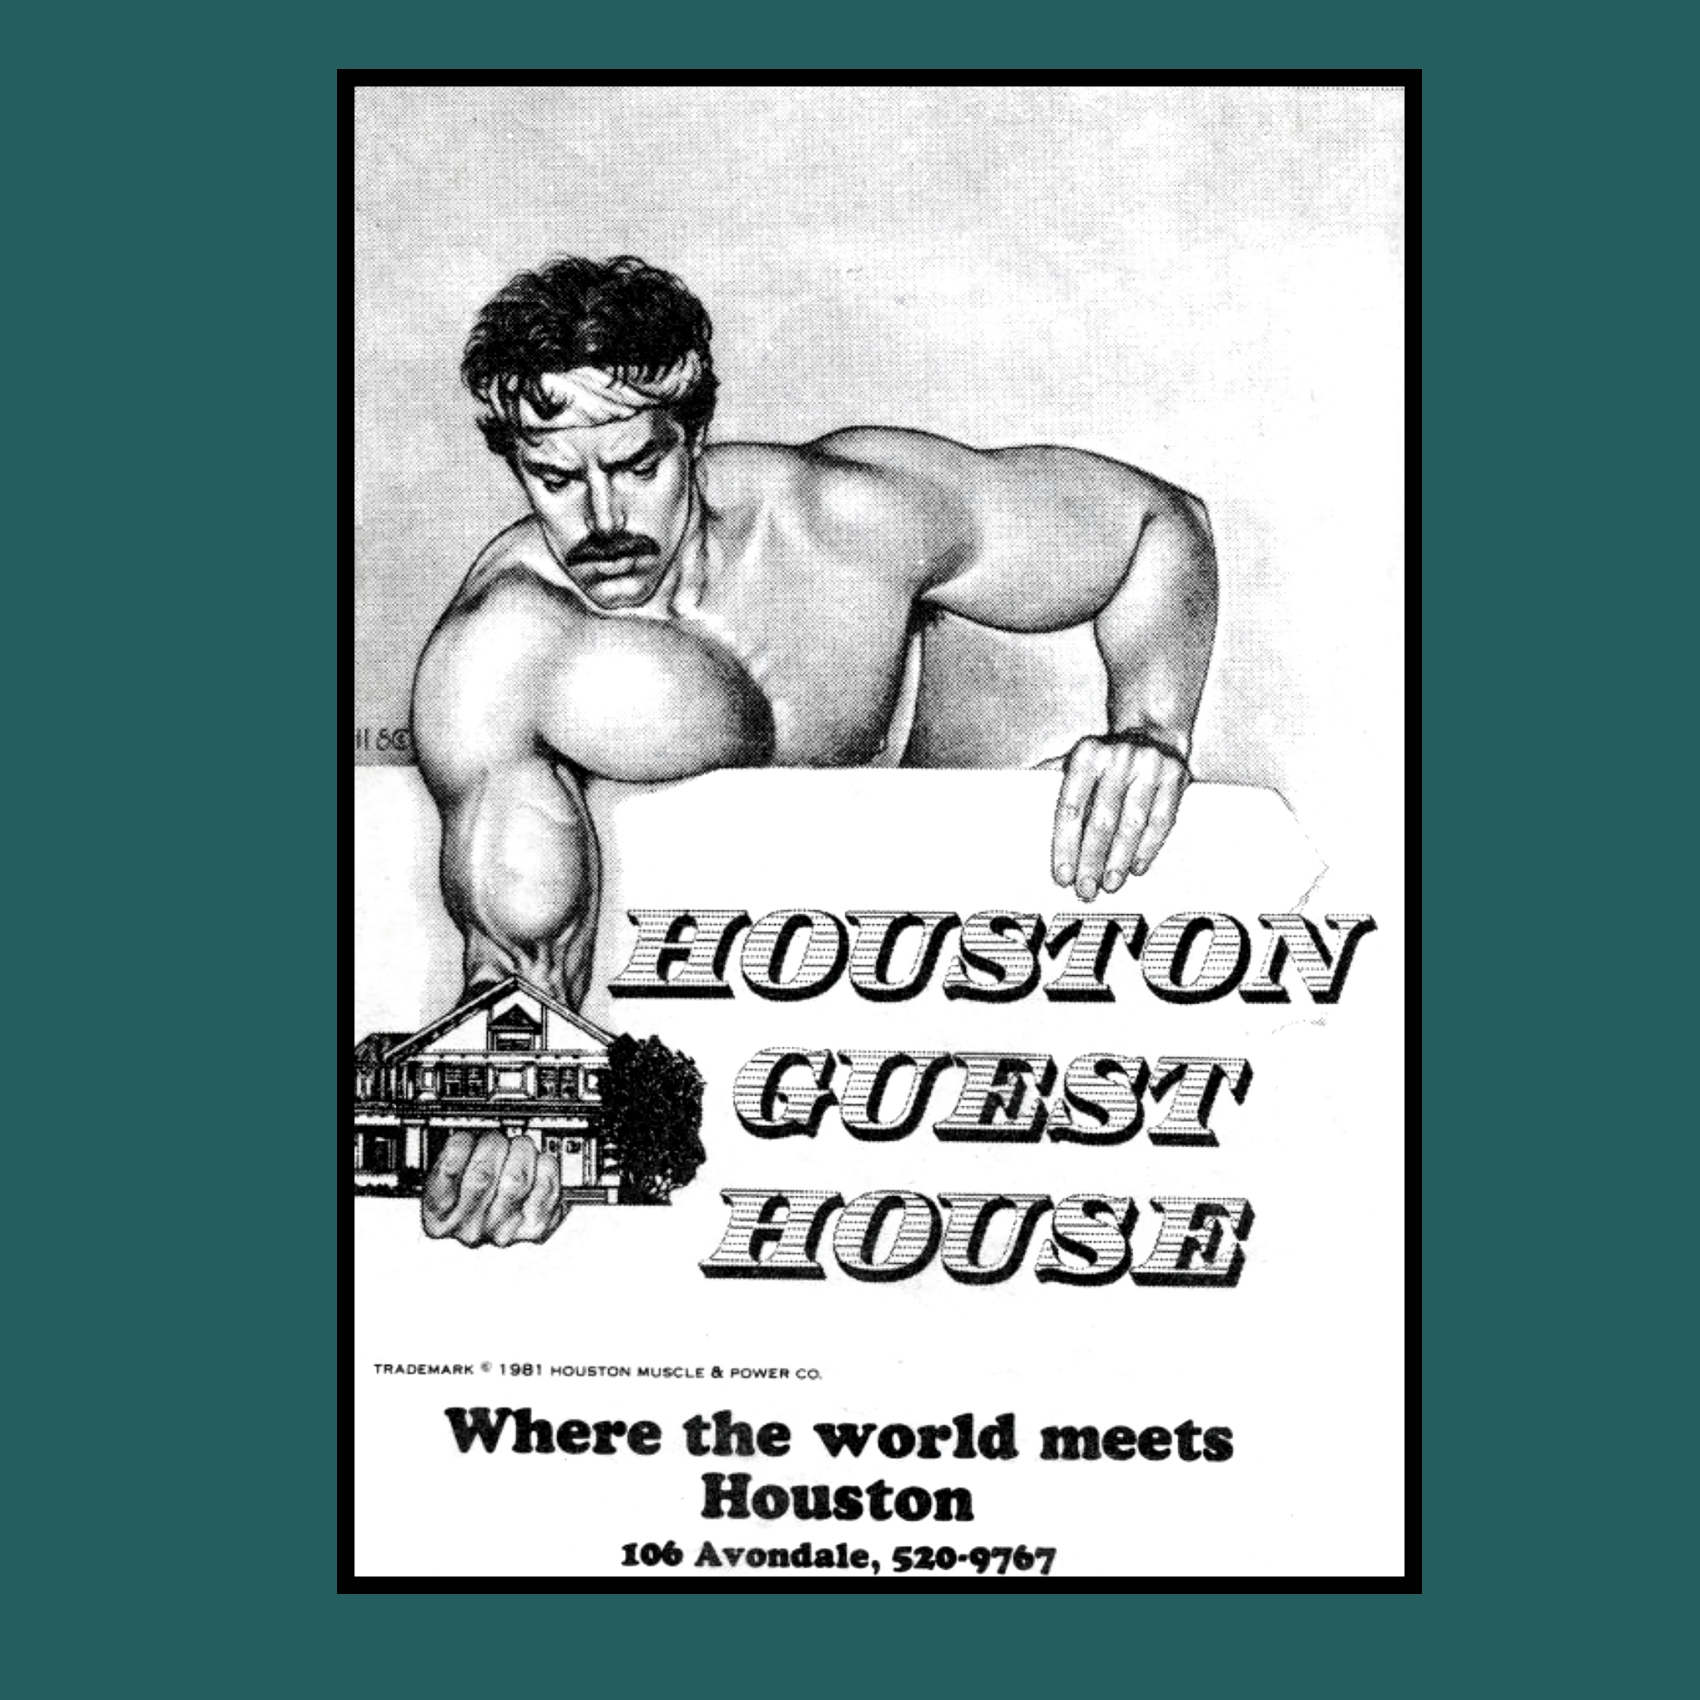 HOUSTON
GUEST
HOUSE
TRADEMARK © 1981 HOUSTON MUSCLE & POWER CO.
Where the world meets
Houston
106 Avondale, 520-9767